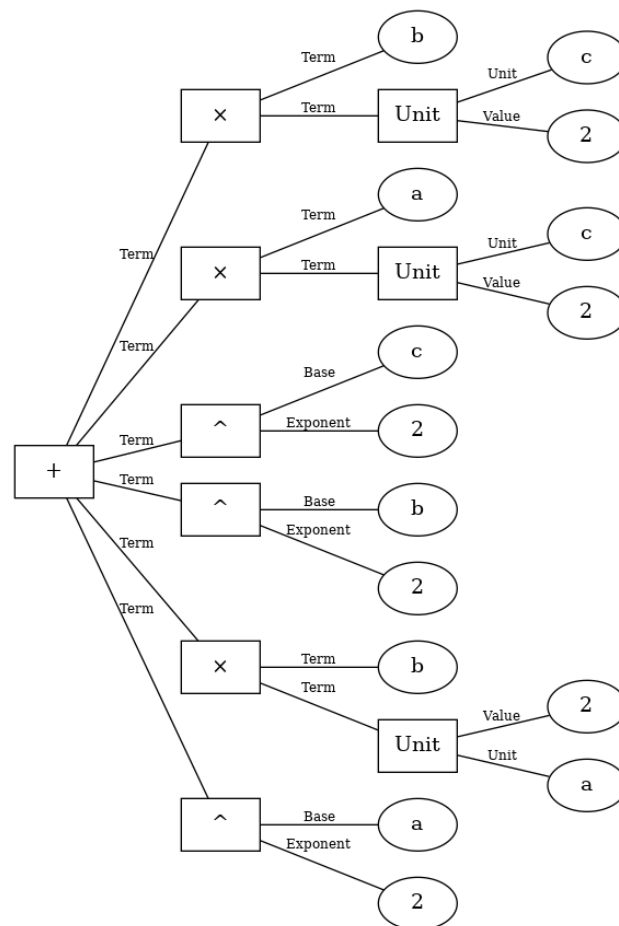 b
Term
c
Unit
× Term Unit
Value
2
a
Term
c
Unit
Term
× Term Unit
Value
2
Term
c
Base
^ Exponent 2
Term
+
Term
^ Base b
Exponent
Term
2
Term
× Term b
Term
2
Value
Unit
Unit
a
^ Base a
Exponent
2